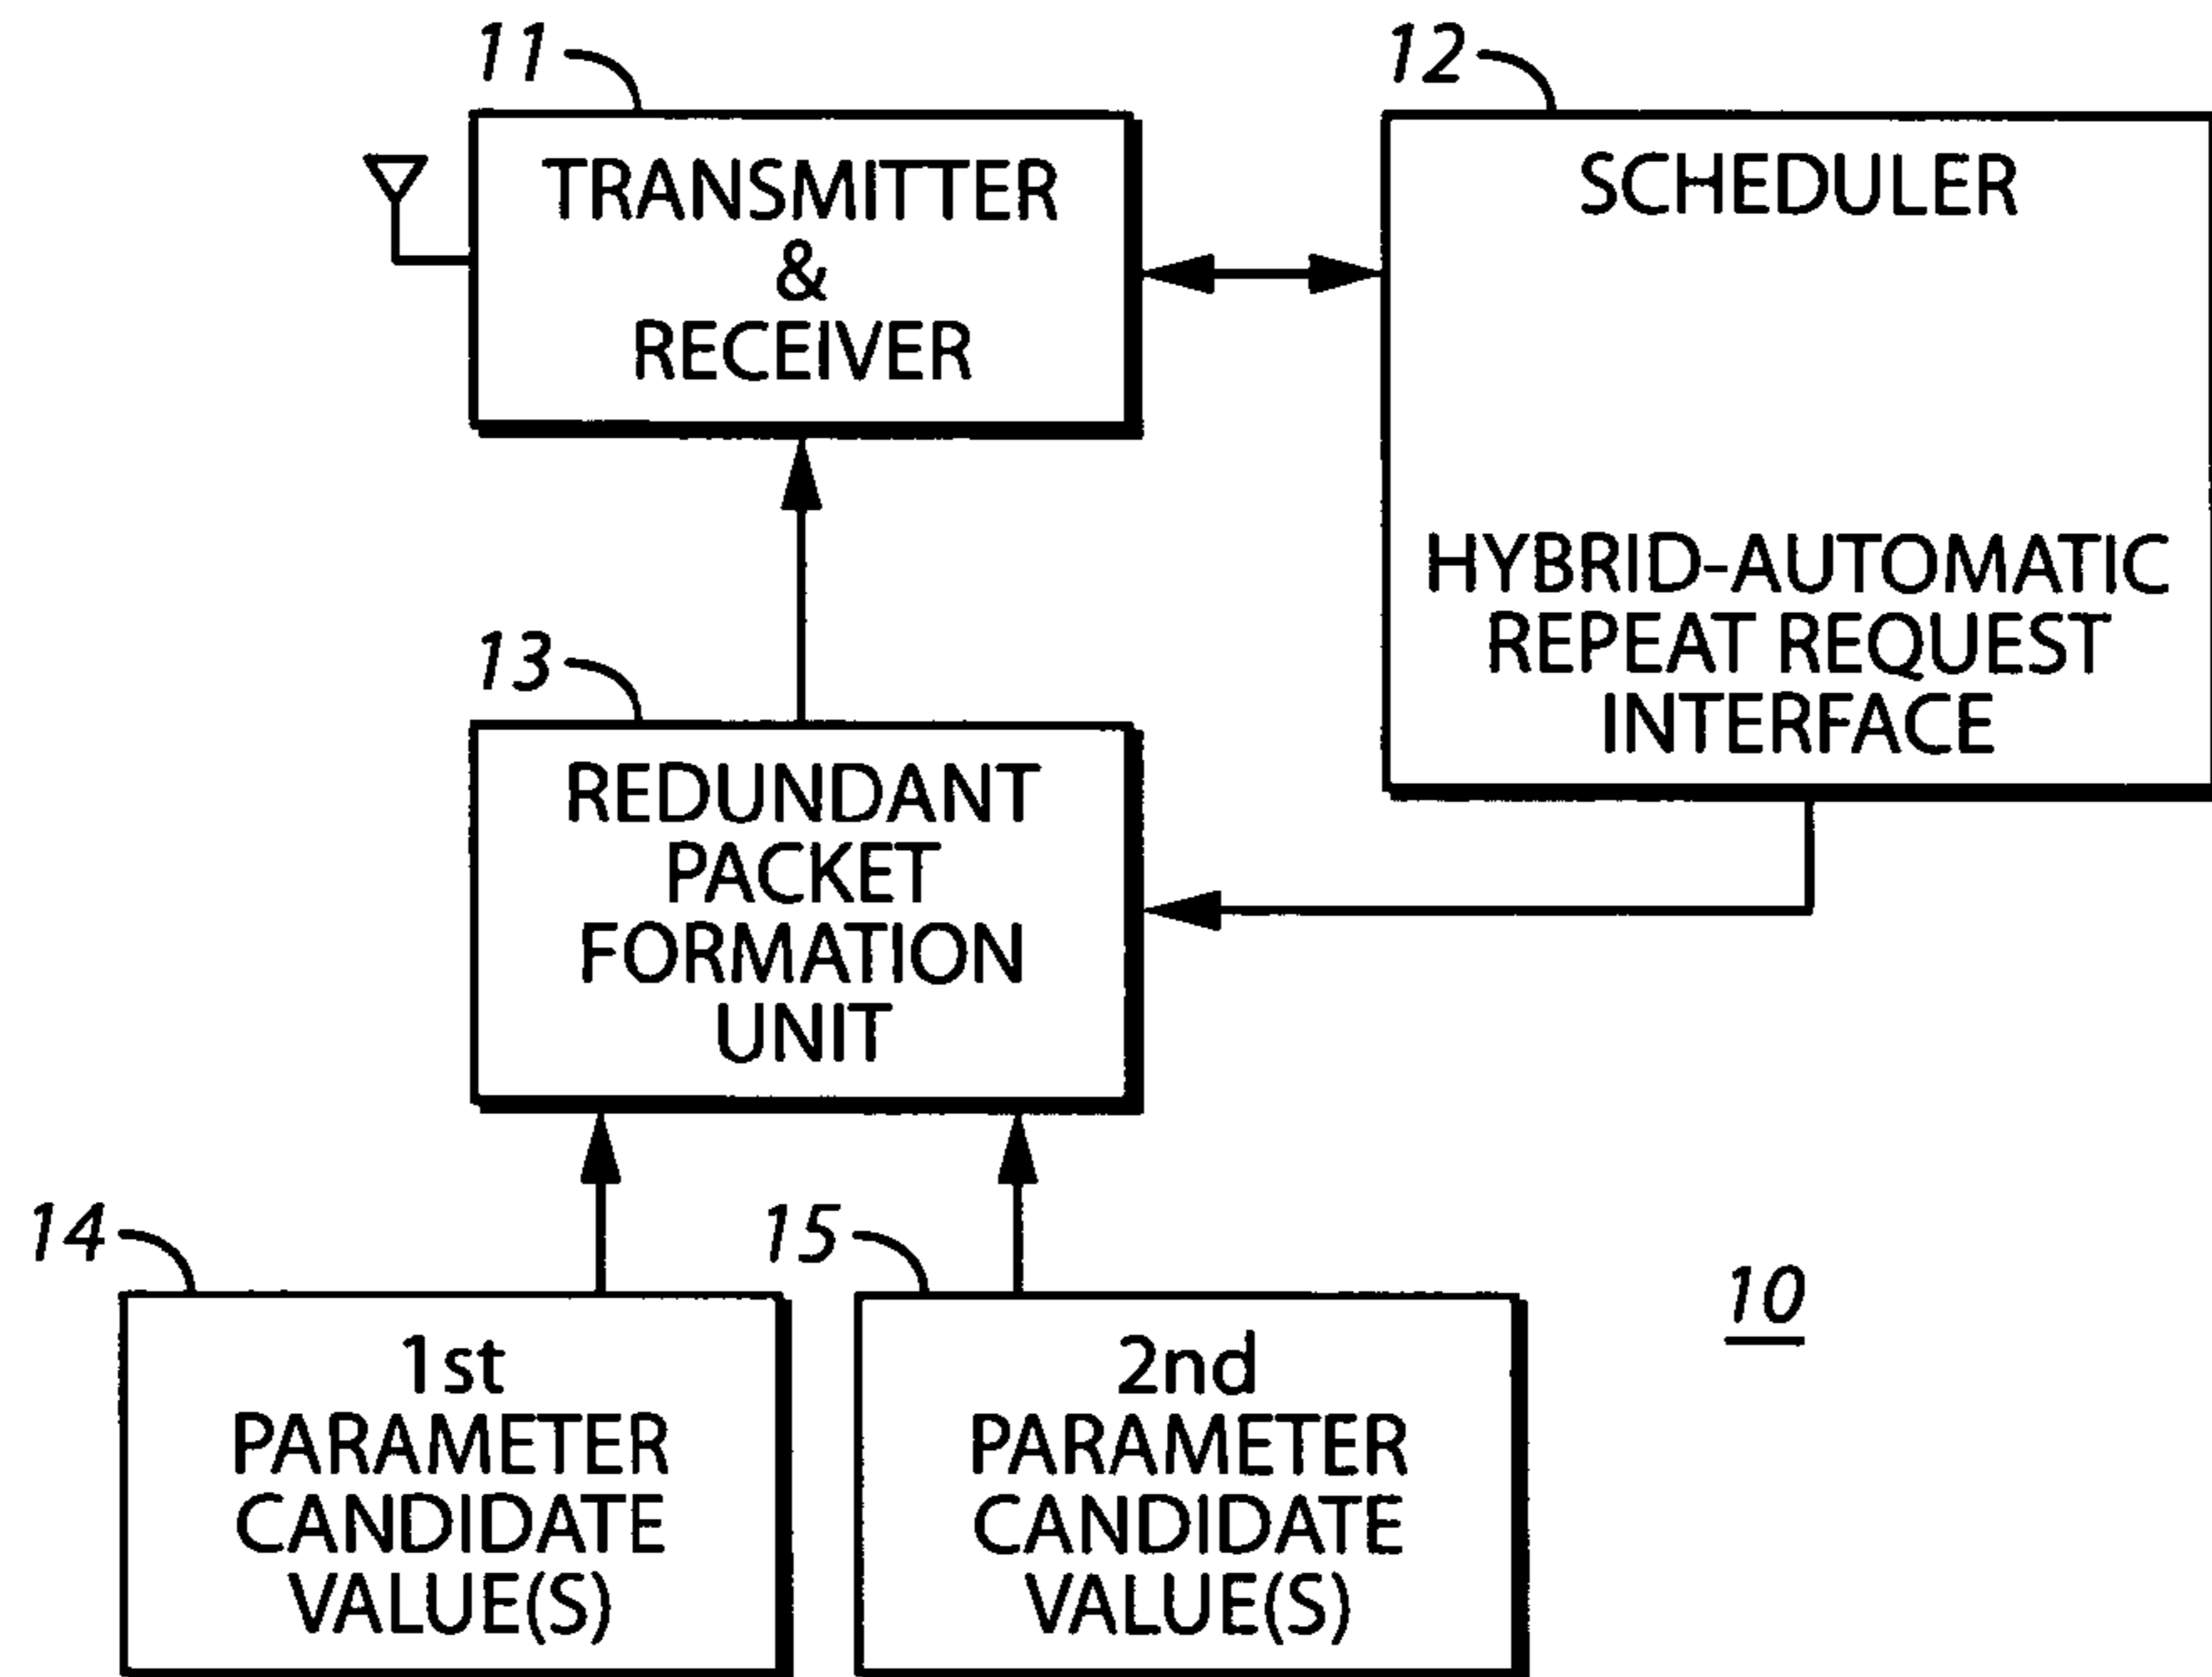 11
TRANSMITTER
&
RECEIVER
12
SCHEDULER
HYBRID-AUTOMATIC
REPEAT REQUEST
INTERFACE
13
REDUNDANT
PACKET
FORMATION
UNIT
14
1st
PARAMETER
CANDIDATE
VALUE(S)
15
2nd
PARAMETER
CANDIDATE
VALUE(S)
10